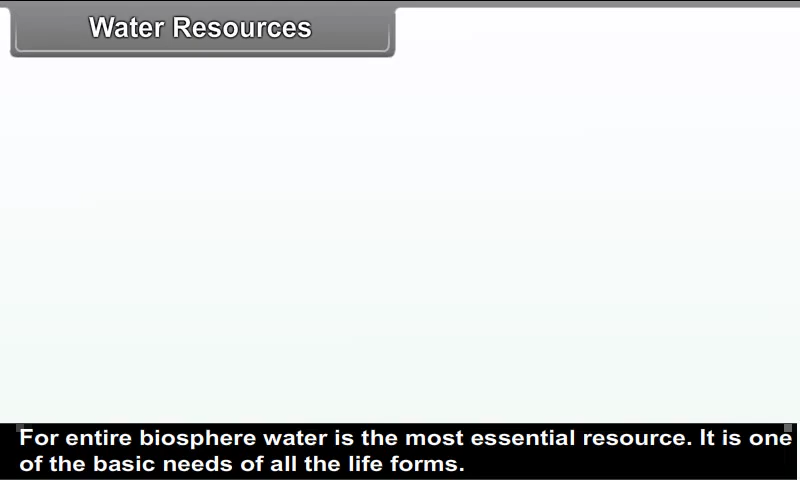 Water Resources
For entire biosphere water is the most essential resource. It is one
of the basic needs of all the life forms.